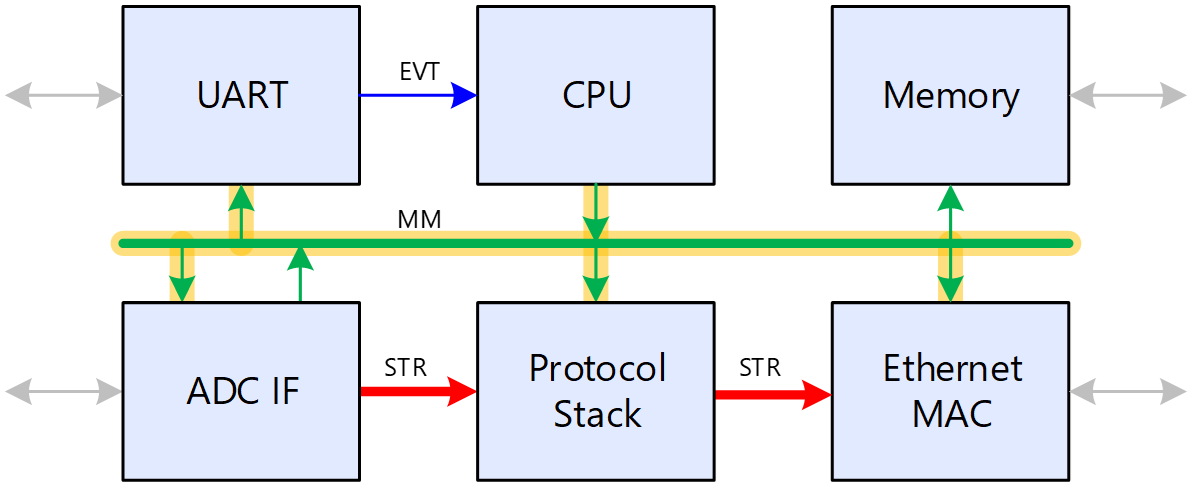 UART
EVT
CPU
Memory
MM
ADC IF
STR
Protocol
Stack
STR
Ethernet
MAC